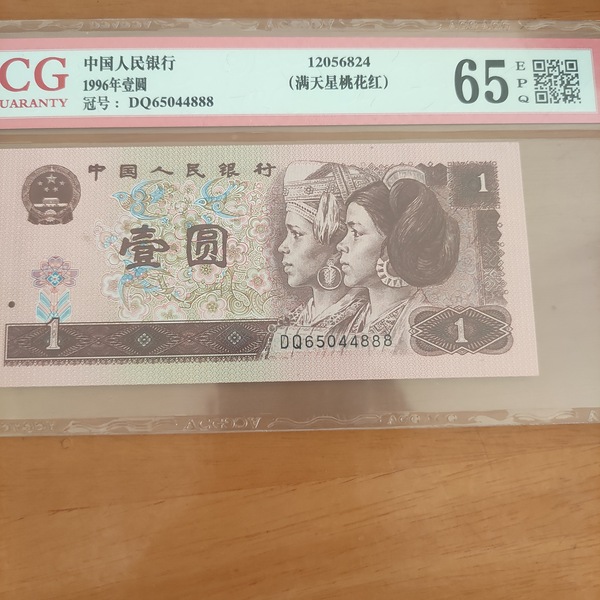 CG
UARANTY
中国人民银行
1996年壹圆
冠号： DQ65044888
12056824
（满天星桃花红）
65
E
P
Q
中国人民银行
1
壹圆
1
DQ65044888
1